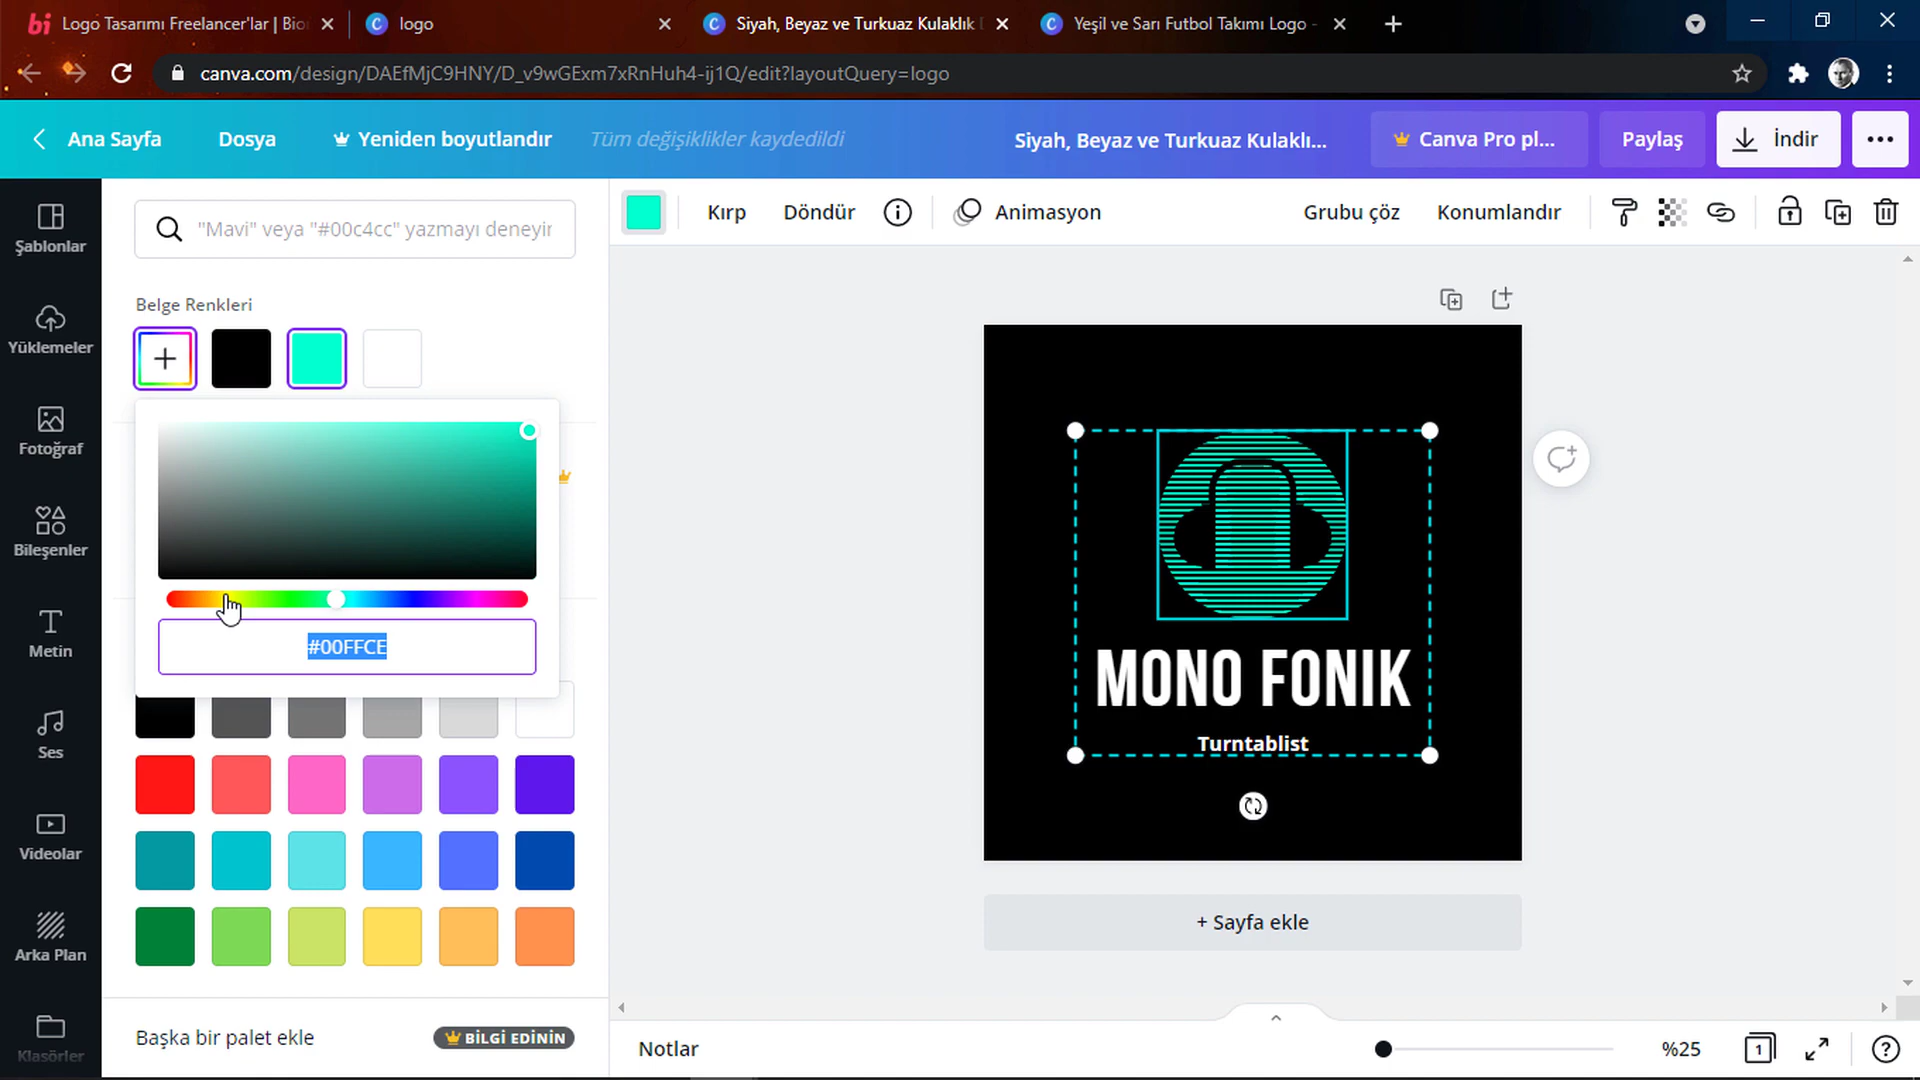 Logo Tasarımı Freelancer'lar | Bion
logo
Siyah, Beyaz ve Turkuaz Kulaklık
Yeşil ve Sarı Futbol Takımı Logo -
canva.com/design/DAEfMjC9HNY/D_v9wGExm7xRnHuh4-ij1Q/edit?layoutQuery=logo
Ana Sayfa
Dosya
Yeniden boyutlandır
Tüm değişiklikler kaydedildi
Siyah, Beyaz ve Turkuaz Kulaklı...
Canva Pro pl...
Paylaş
İndir
Şablonlar
Yüklemeler
Fotoğraf
Bileşenler
Metin
Ses
Videolar
Arka Plan
Klasörler
"Mavi" veya "#00c4cc" yazmayı deneyin
Belge Renkleri
#00FFCE
Başka bir palet ekle
BİLGİ EDİNİN
Kırp
Döndür
Animasyon
Grubu çöz
Konumlandır
MONO FONIK
Turntablist
+ Sayfa ekle
Notlar
%25
1